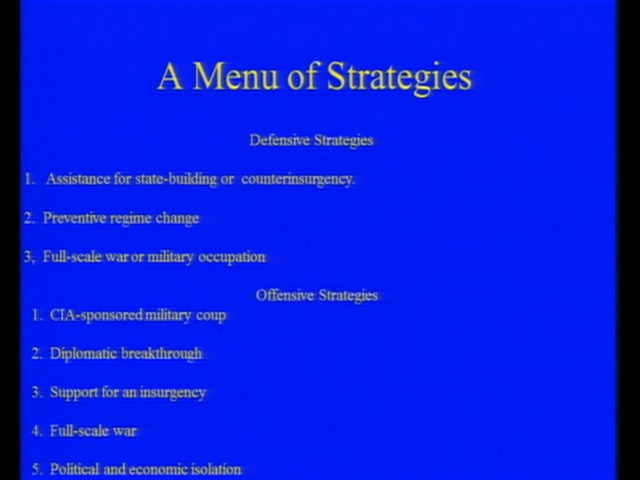 A Menu of Strategies
Defensive Strategies
1. Assistance for state-building or counterinsurgency.
2. Preventive regime change
3, Full-scale war or military occupation
Offensive Strategies
1. CIA-sponsored military coup
2. Diplomatic breakthrough
3. Support for an insurgency
4. Full-scale war
5. Political and economic isolation